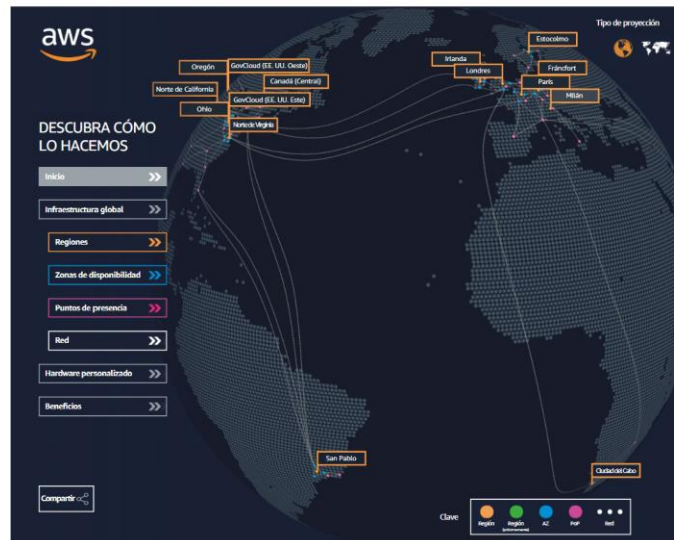 aws
Tipo de proyección
DESCUBRA CÓMO
LO HACEMOS
Inicio
Infraestructura global
Regiones
Zonas de disponibilidad
Puntos de presencia
Red
Hardware personalizado
Beneficios
Compartir
Oregón
GovCloud (EE. UU. Oeste)
Canadá (Central)
Norte de California
GovCloud (EE. UU. Este)
Ohio
Norte de Virginia
Estocolmo
Irlanda
Londres
Fráncfort
París
Milán
San Pablo
Ciudad del Cabo
Clave
Región
Región
AZ
PoP
Red